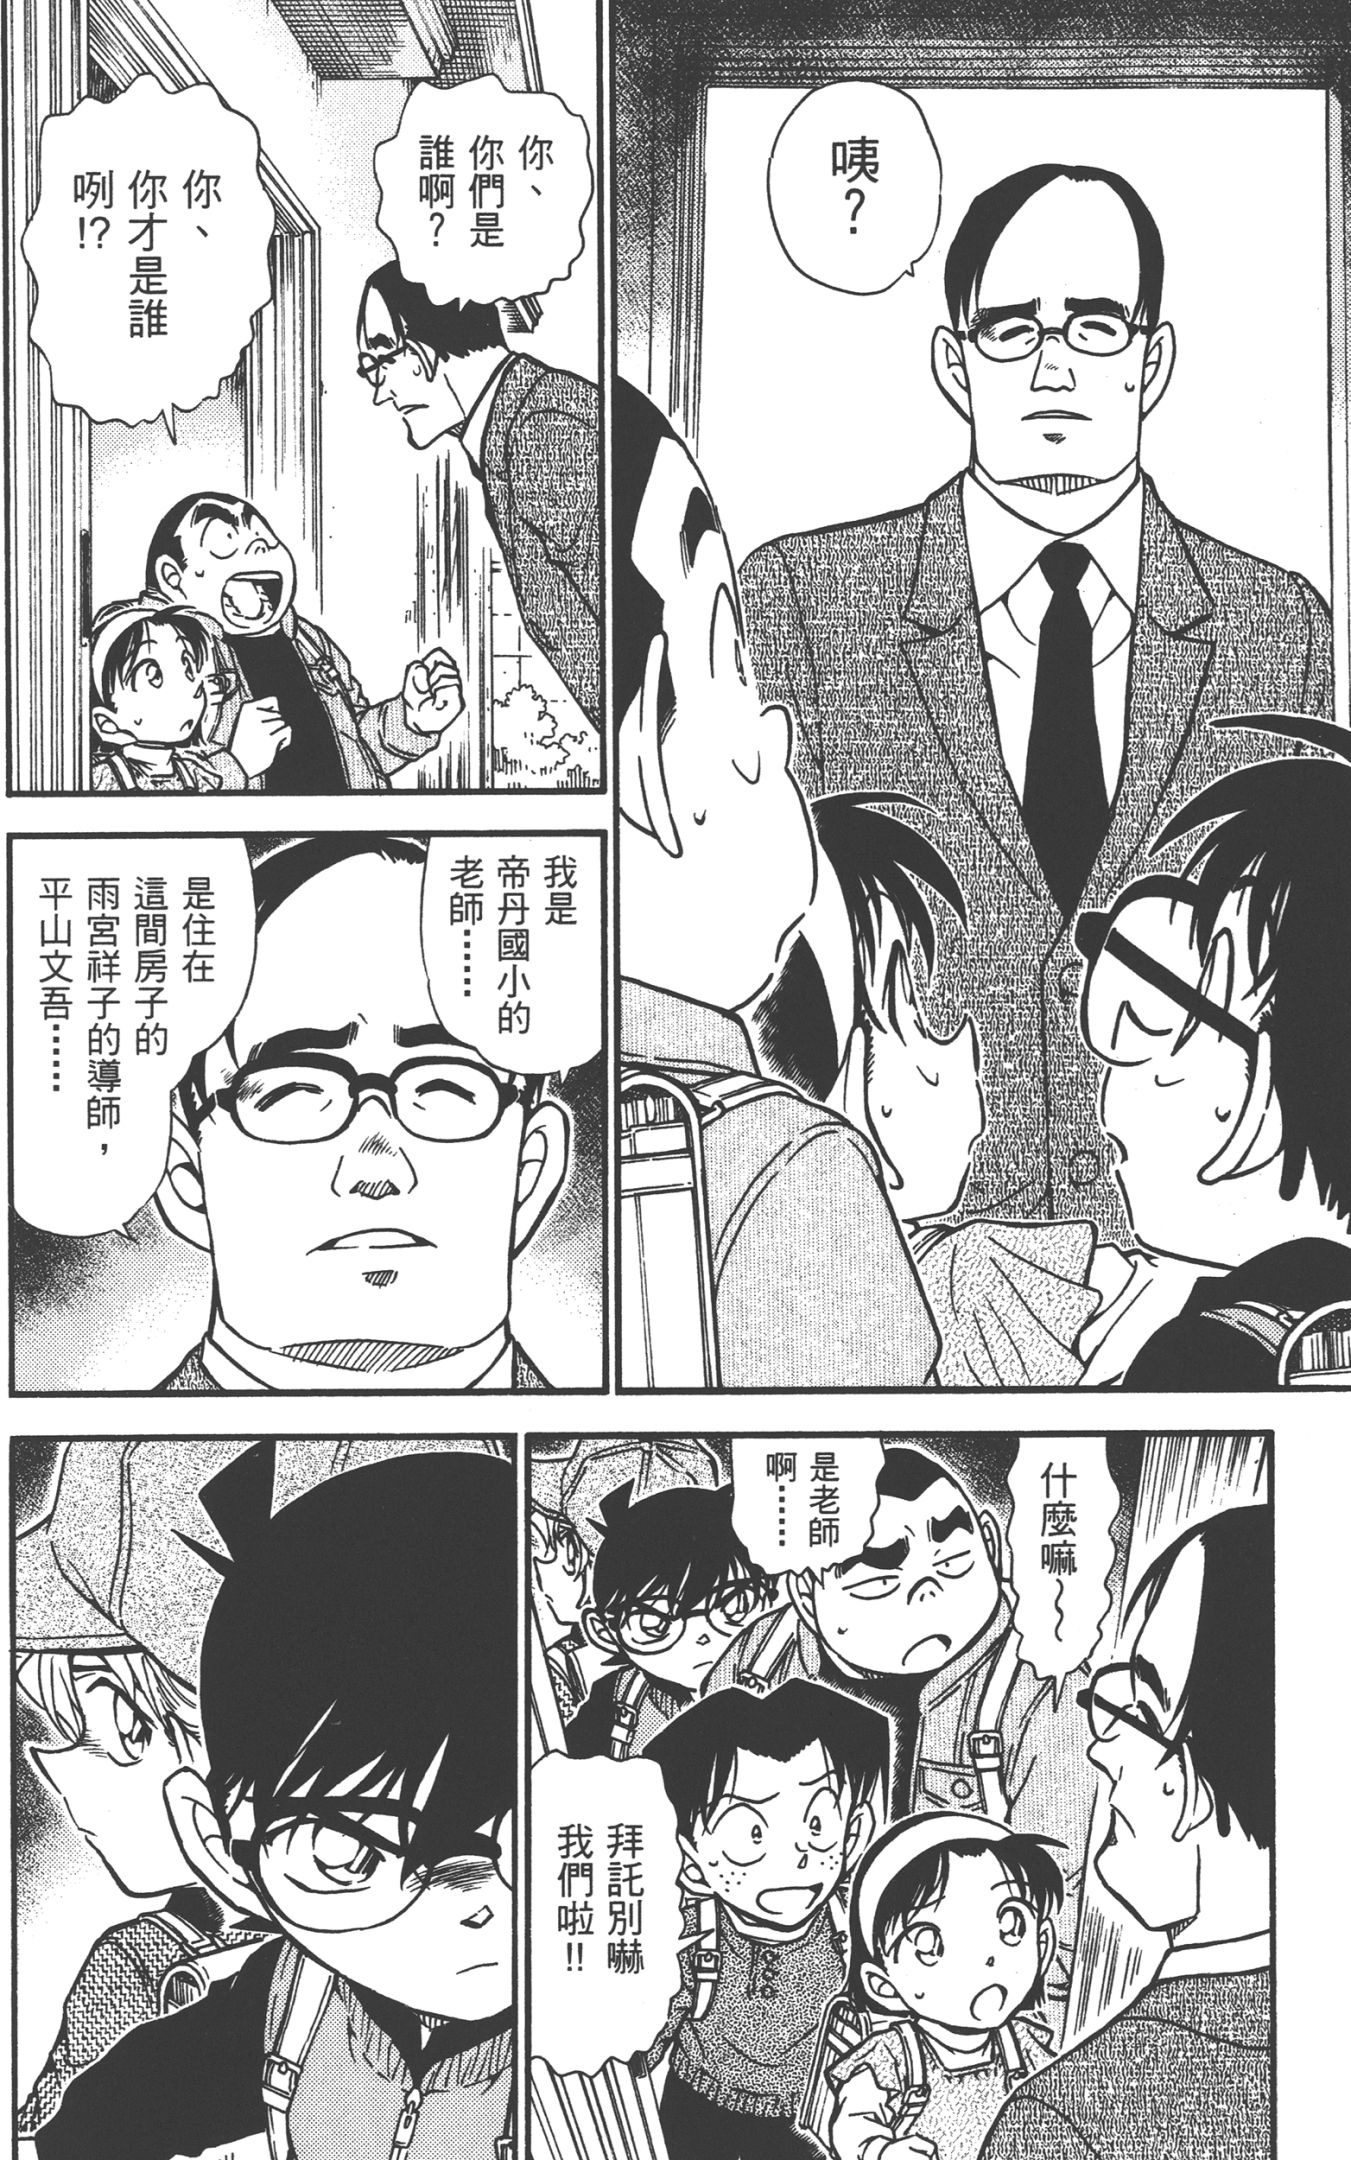 咦？
你、
你們是
誰啊？
你、
你才是誰
咧!?
我是
帝丹國小的
老師……
是住在
這間房子的
雨宮祥子的導師，
平山文吾……
什麼嘛～
是老師
啊……
拜託別嚇
我們啦!!